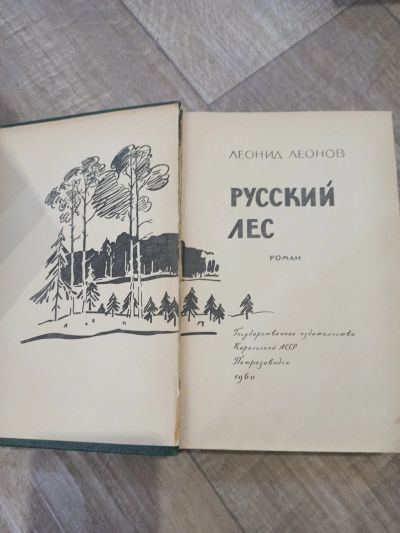 ЛЕОНИД ЛЕОНОВ
РУССКИЙ
ЛЕС
РОМАН
Государственное издательство
Карельской АССР
Петрозаводск
1960